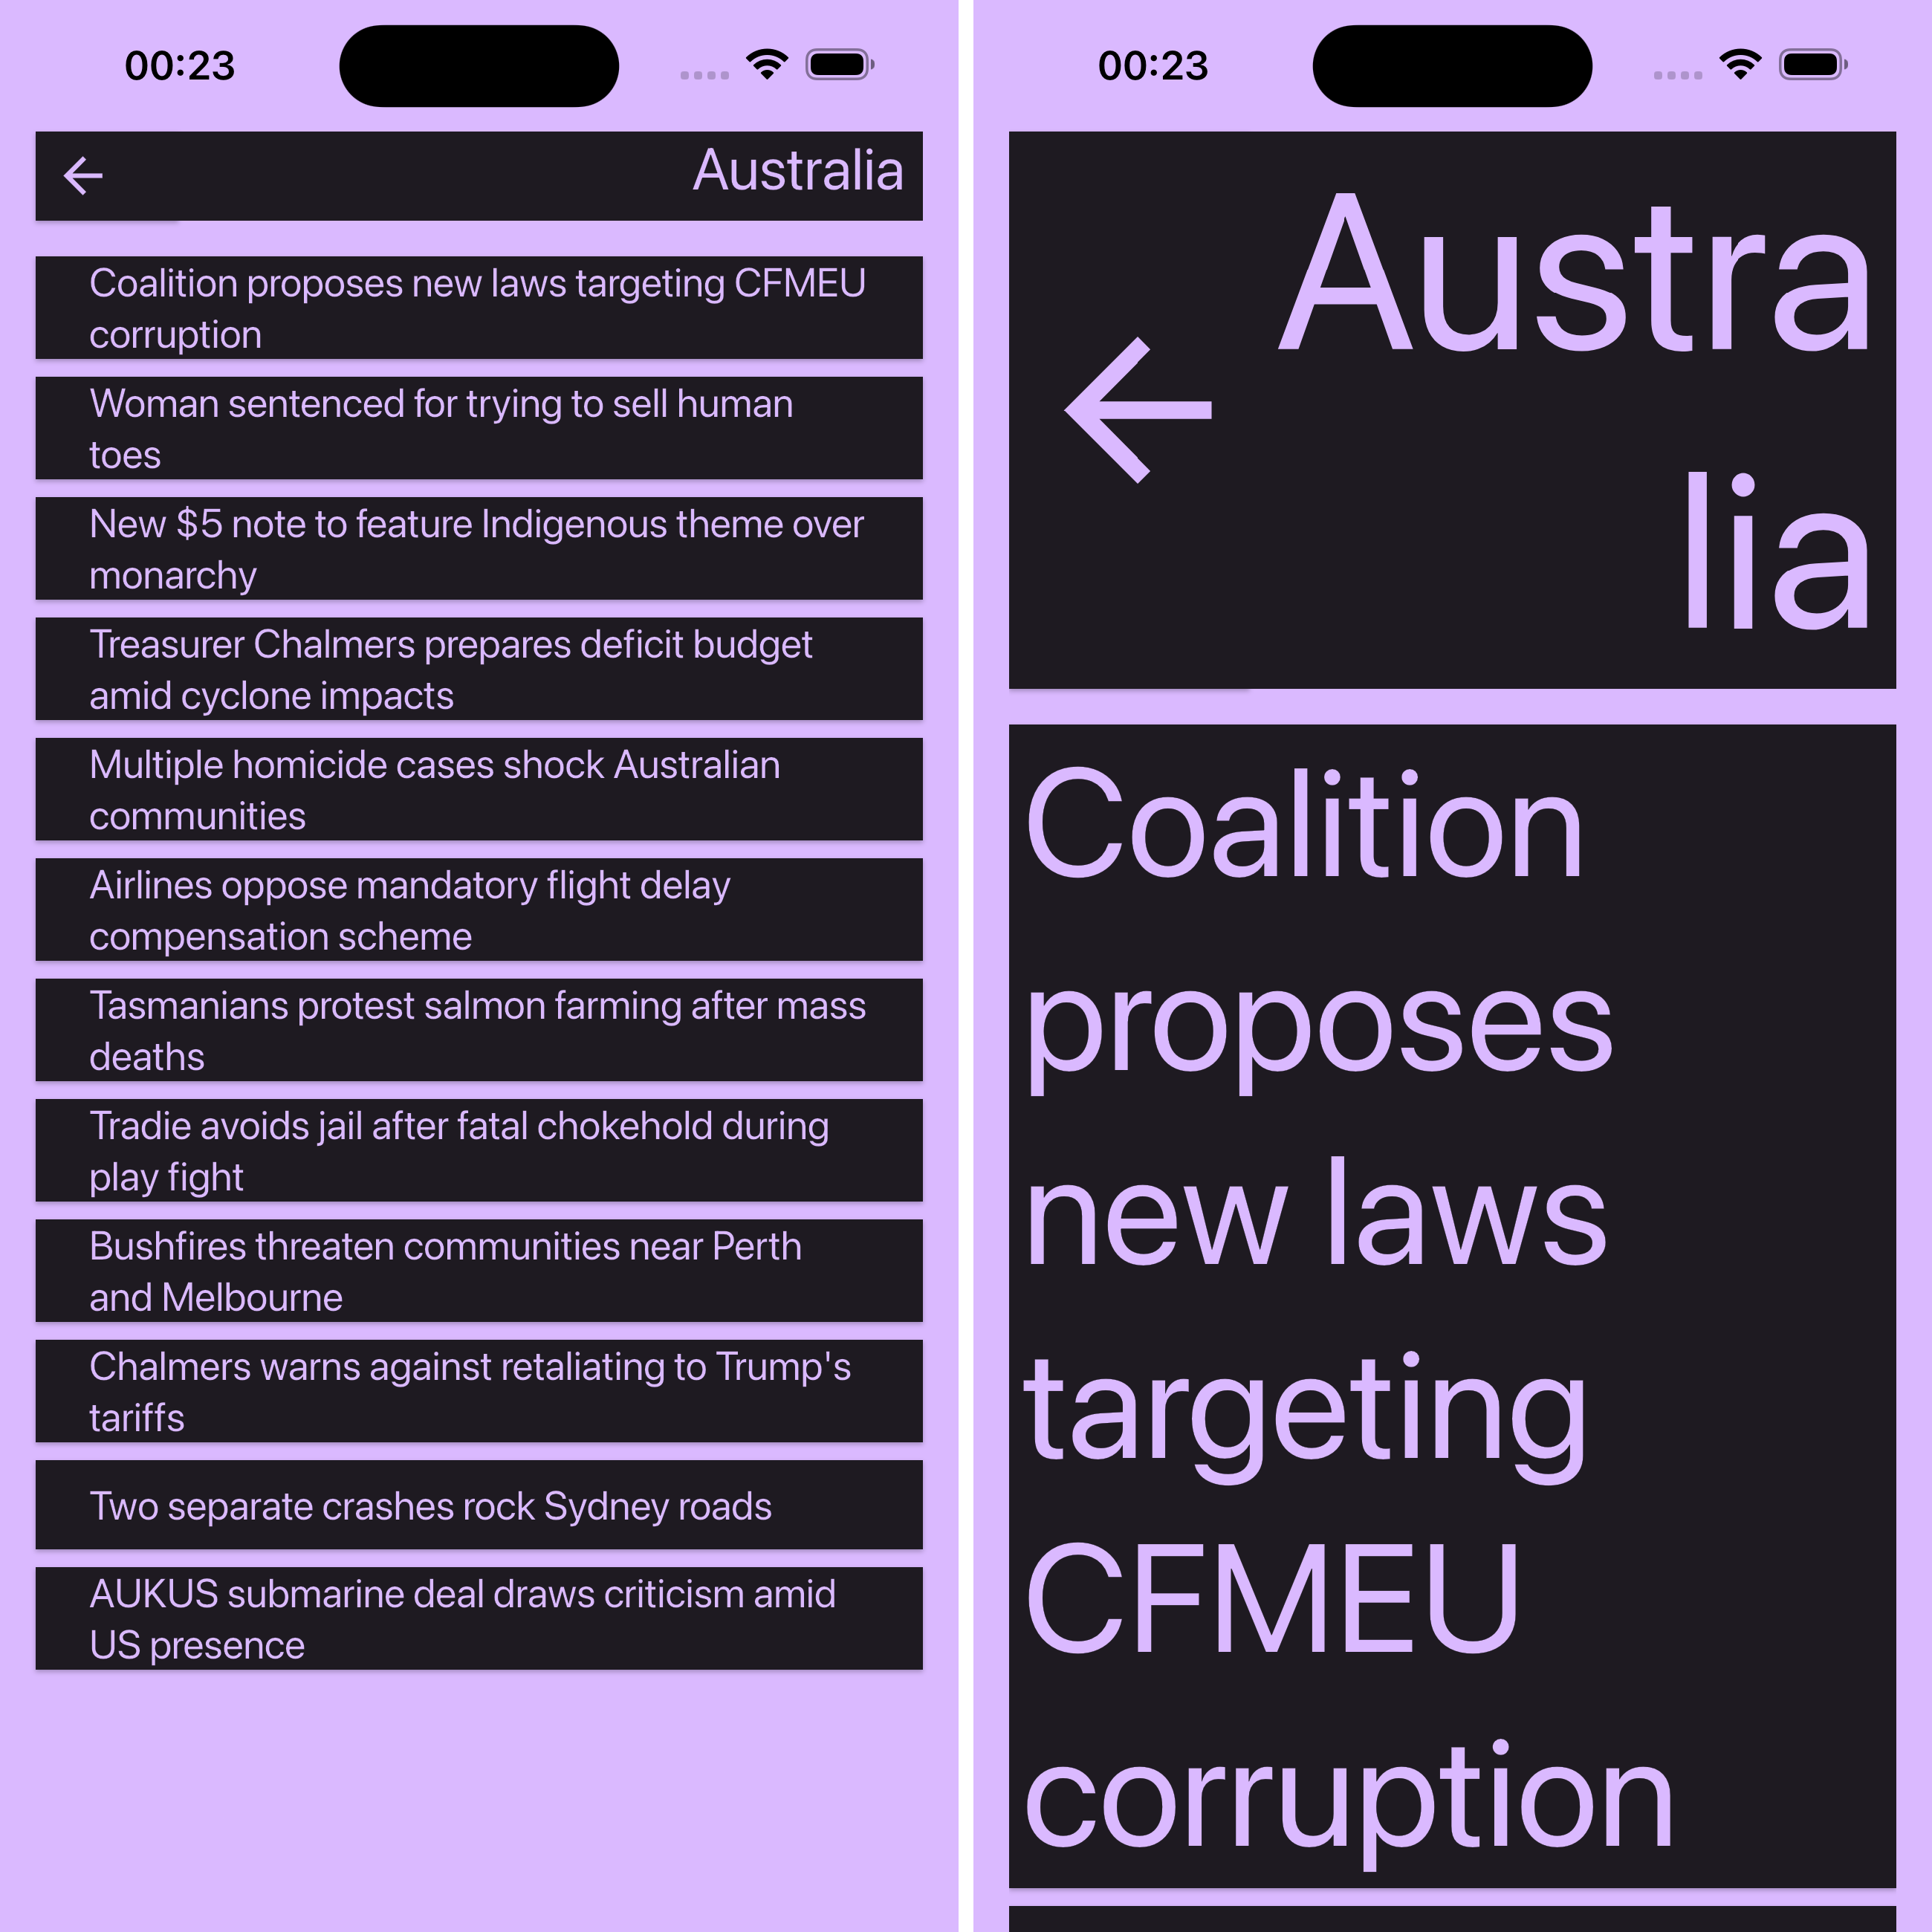 00:23
Australia
Coalition proposes new laws targeting CFMEU
corruption
Woman sentenced for trying to sell human
toes
New $5 note to feature Indigenous theme over
monarchy
Treasurer Chalmers prepares deficit budget
amid cyclone impacts
Multiple homicide cases shock Australian
communities
Airlines oppose mandatory flight delay
compensation scheme
Tasmanians protest salmon farming after mass
deaths
Tradie avoids jail after fatal chokehold during
play fight
Bushfires threaten communities near Perth
and Melbourne
Chalmers warns against retaliating to Trump's
tariffs
Two separate crashes rock Sydney roads
AUKUS submarine deal draws criticism amid
US presence
00:23
Austra
lia
Coalition
proposes
new laws
targeting
CFMEU
corruption